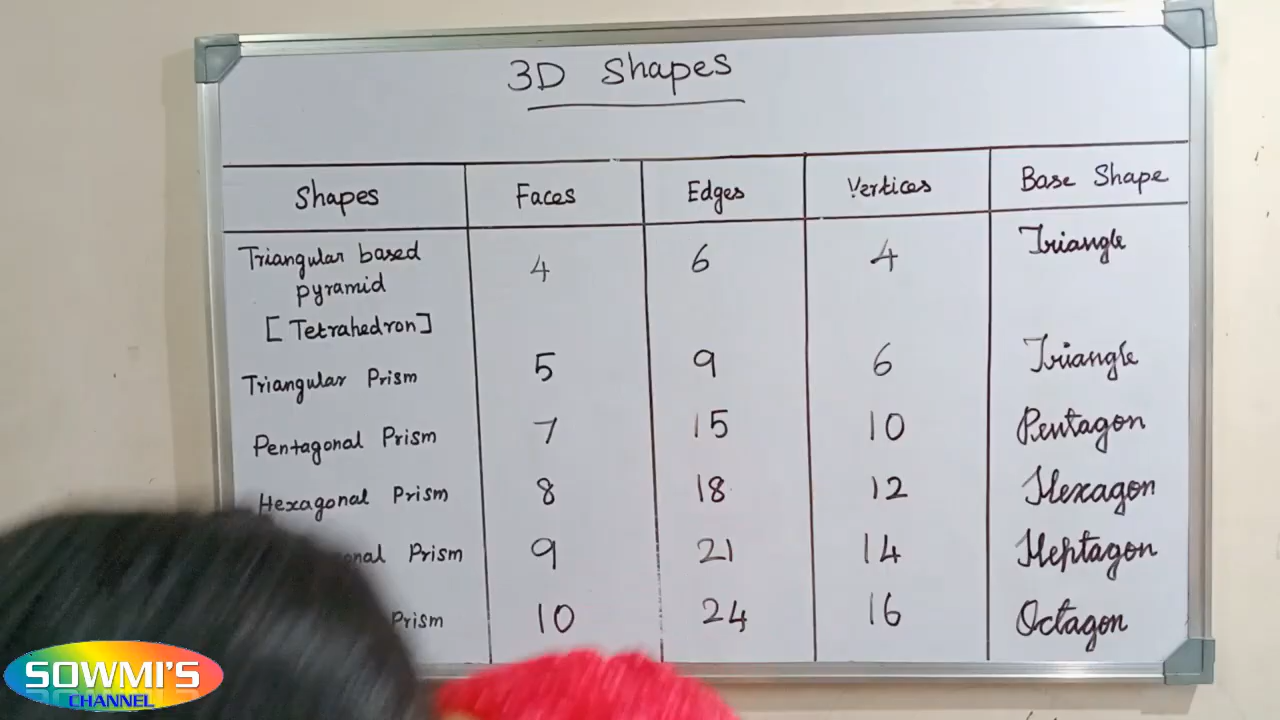 3D Shapes
Shapes Faces Edges Vertices Base Shape
Triangular based 4 6 4 Triangle
pyramid
[Tetrahedron]
Triangular Prism 5 9 6 Triangle
Pentagonal Prism 7 15 10 Pentagon
Hexagonal Prism 8 18 12 Hexagon
Prism 9 21 14 Heptagon
Prism 10 24 16 Octagon
SOWMI'S
CHANNEL